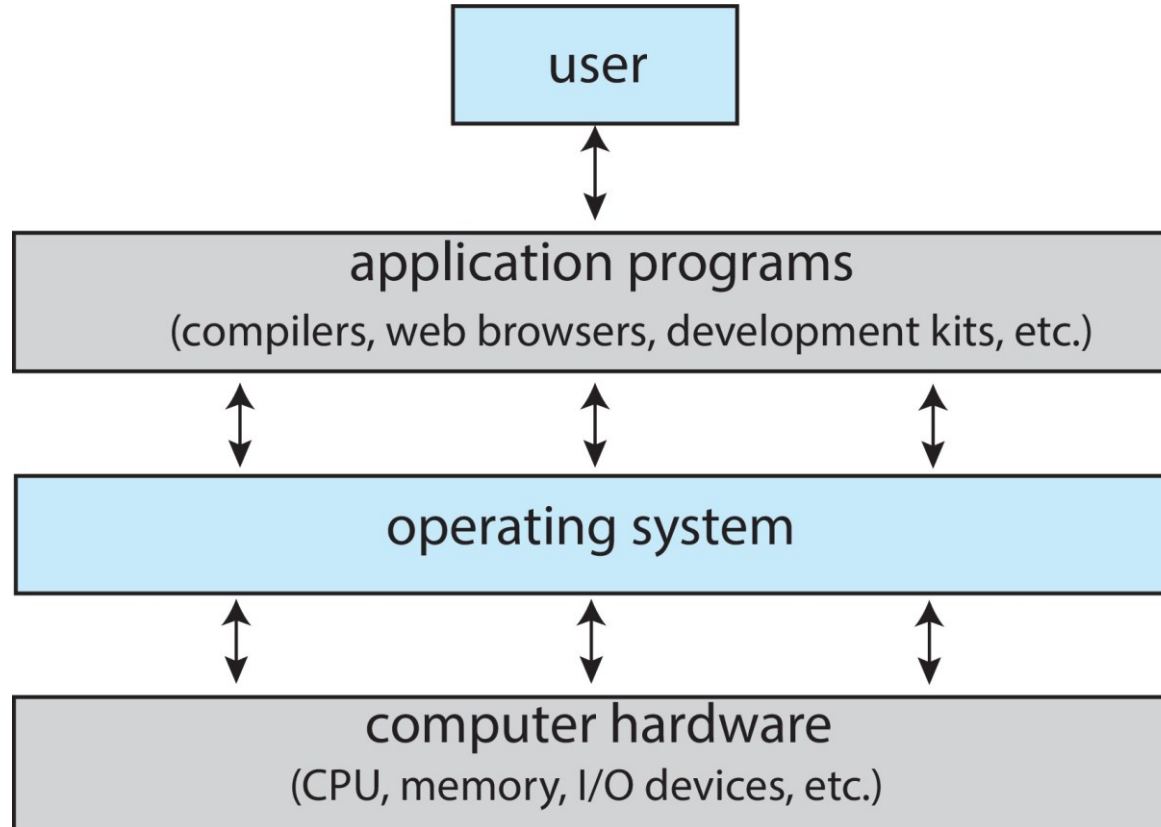 user
application programs
(compilers, web browsers, development kits, etc.)
operating system
computer hardware
(CPU, memory, I/O devices, etc.)